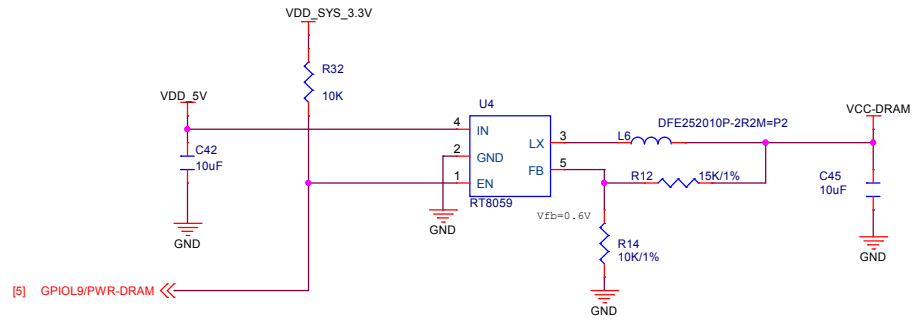 VDD_SYS_3.3V
R32
10K
VDD_5V
U4
VCC-DRAM
DFE252010P-2R2M=P2
4
IN
LX
3
L6
C42
10uF
2
GND
FB
5
R12
15K/1%
C45
10uF
1
EN
RT8059
Vfb=0.6V
GND
GND
R14
10K/1%
GND
[5] GPIOL9/PWR-DRAM
GND